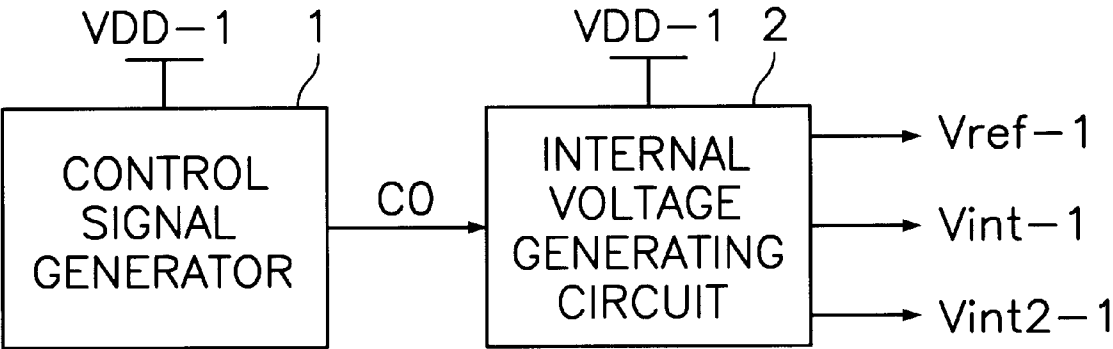 VDD-1
1
VDD-1
2
CONTROL
SIGNAL
GENERATOR
CO
INTERNAL
VOLTAGE
GENERATING
CIRCUIT
Vref-1
Vint-1
Vint2-1